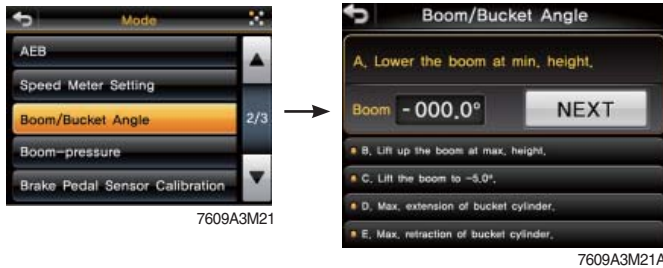 Mode
AEB
Speed Meter Setting
Boom/Bucket Angle
2/3
Boom-pressure
Brake Pedal Sensor Calibration
7609A3M21
Boom/Bucket Angle
A. Lower the boom at min. height.
Boom -000.0° NEXT
B. Lift up the boom at max. height.
C. Lift the boom to -5.0°.
D. Max. extension of bucket cylinder.
E. Max. retraction of bucket cylinder.
7609A3M21A